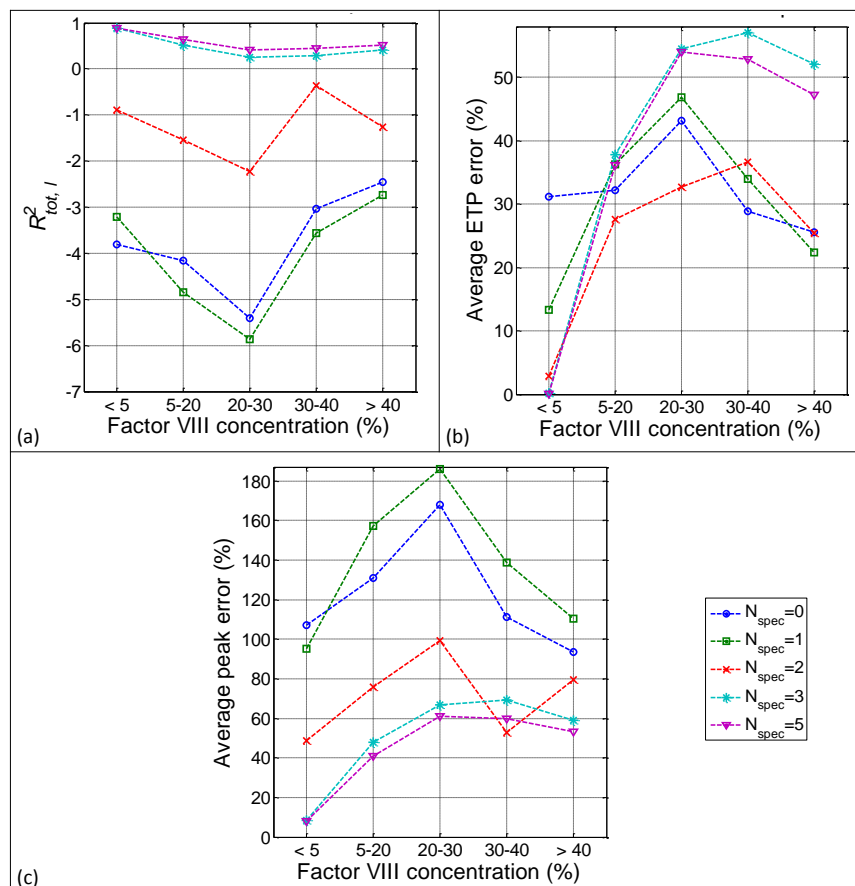 1
0
-1
-2
-3
-4
-5
-6
-7
R²tot, l
< 5
5-20
20-30
30-40
> 40
Factor VIII concentration (%)
(a)
50
40
30
20
10
0
Average ETP error (%)
< 5
5-20
20-30
30-40
> 40
Factor VIII concentration (%)
(b)
180
160
140
120
100
80
60
40
20
0
Average peak error (%)
< 5
5-20
20-30
30-40
> 40
Factor VIII concentration (%)
(c)
Nspec=0
Nspec=1
Nspec=2
Nspec=3
Nspec=5